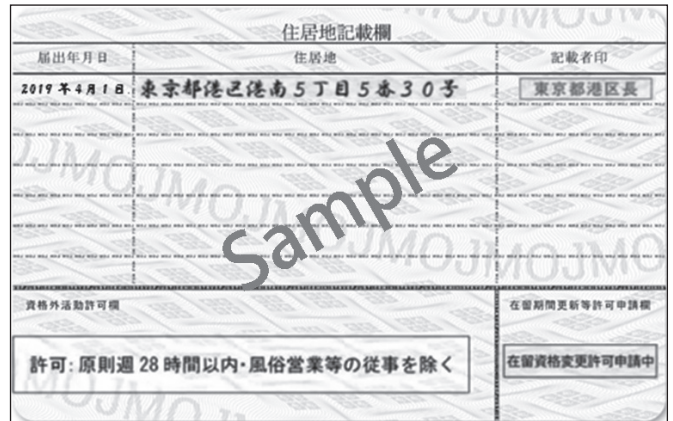 住居地記載欄
届出年月日 住居地 記載者印
2019年4月1日 東京都港区港南5丁目5番30号 東京都港区長
Sample
資格外活動許可欄 在留期間更新等許可申請欄
許可: 原則週28時間以内・風俗営業等の従事を除く 在留資格変更許可申請中
MOJMOJMO